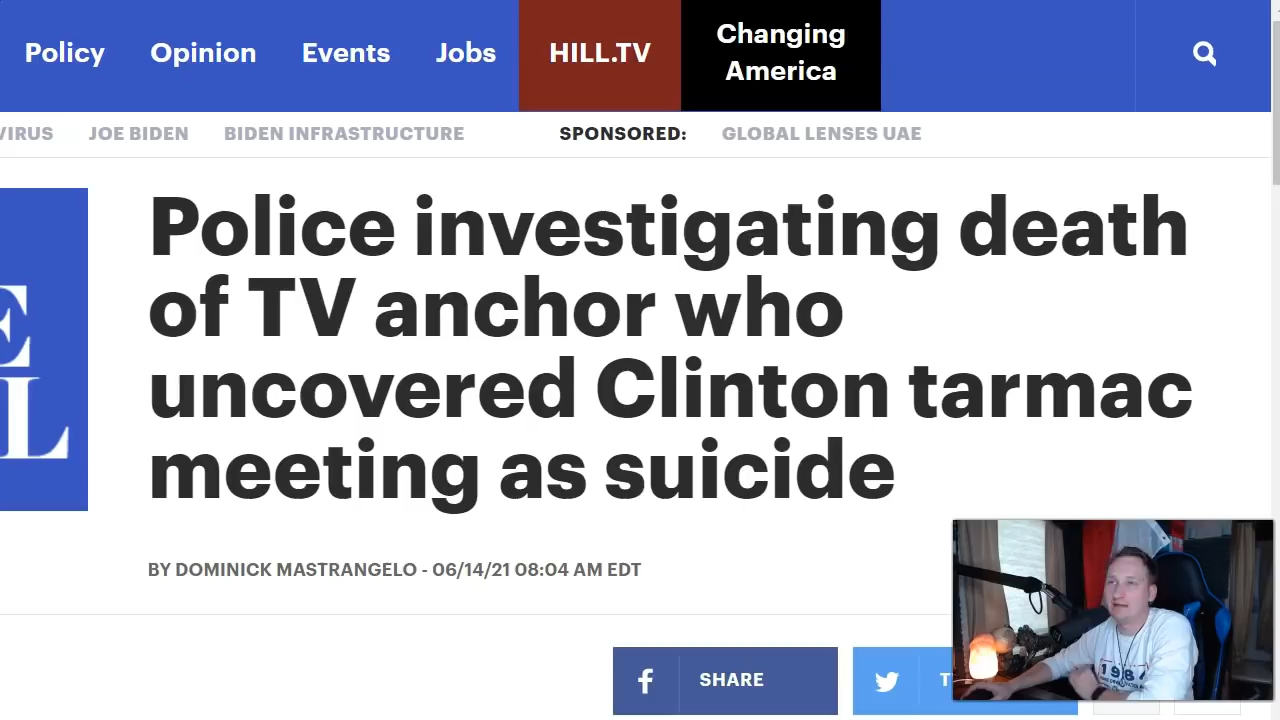 Policy Opinion Events Jobs HILL.TV Changing
America
VIRUS JOE BIDEN BIDEN INFRASTRUCTURE SPONSORED: GLOBAL LENSES UAE
Police investigating death
of TV anchor who
uncovered Clinton tarmac
meeting as suicide
E
L
BY DOMINICK MASTRANGELO - 06/14/21 08:04 AM EDT
f SHARE T
198